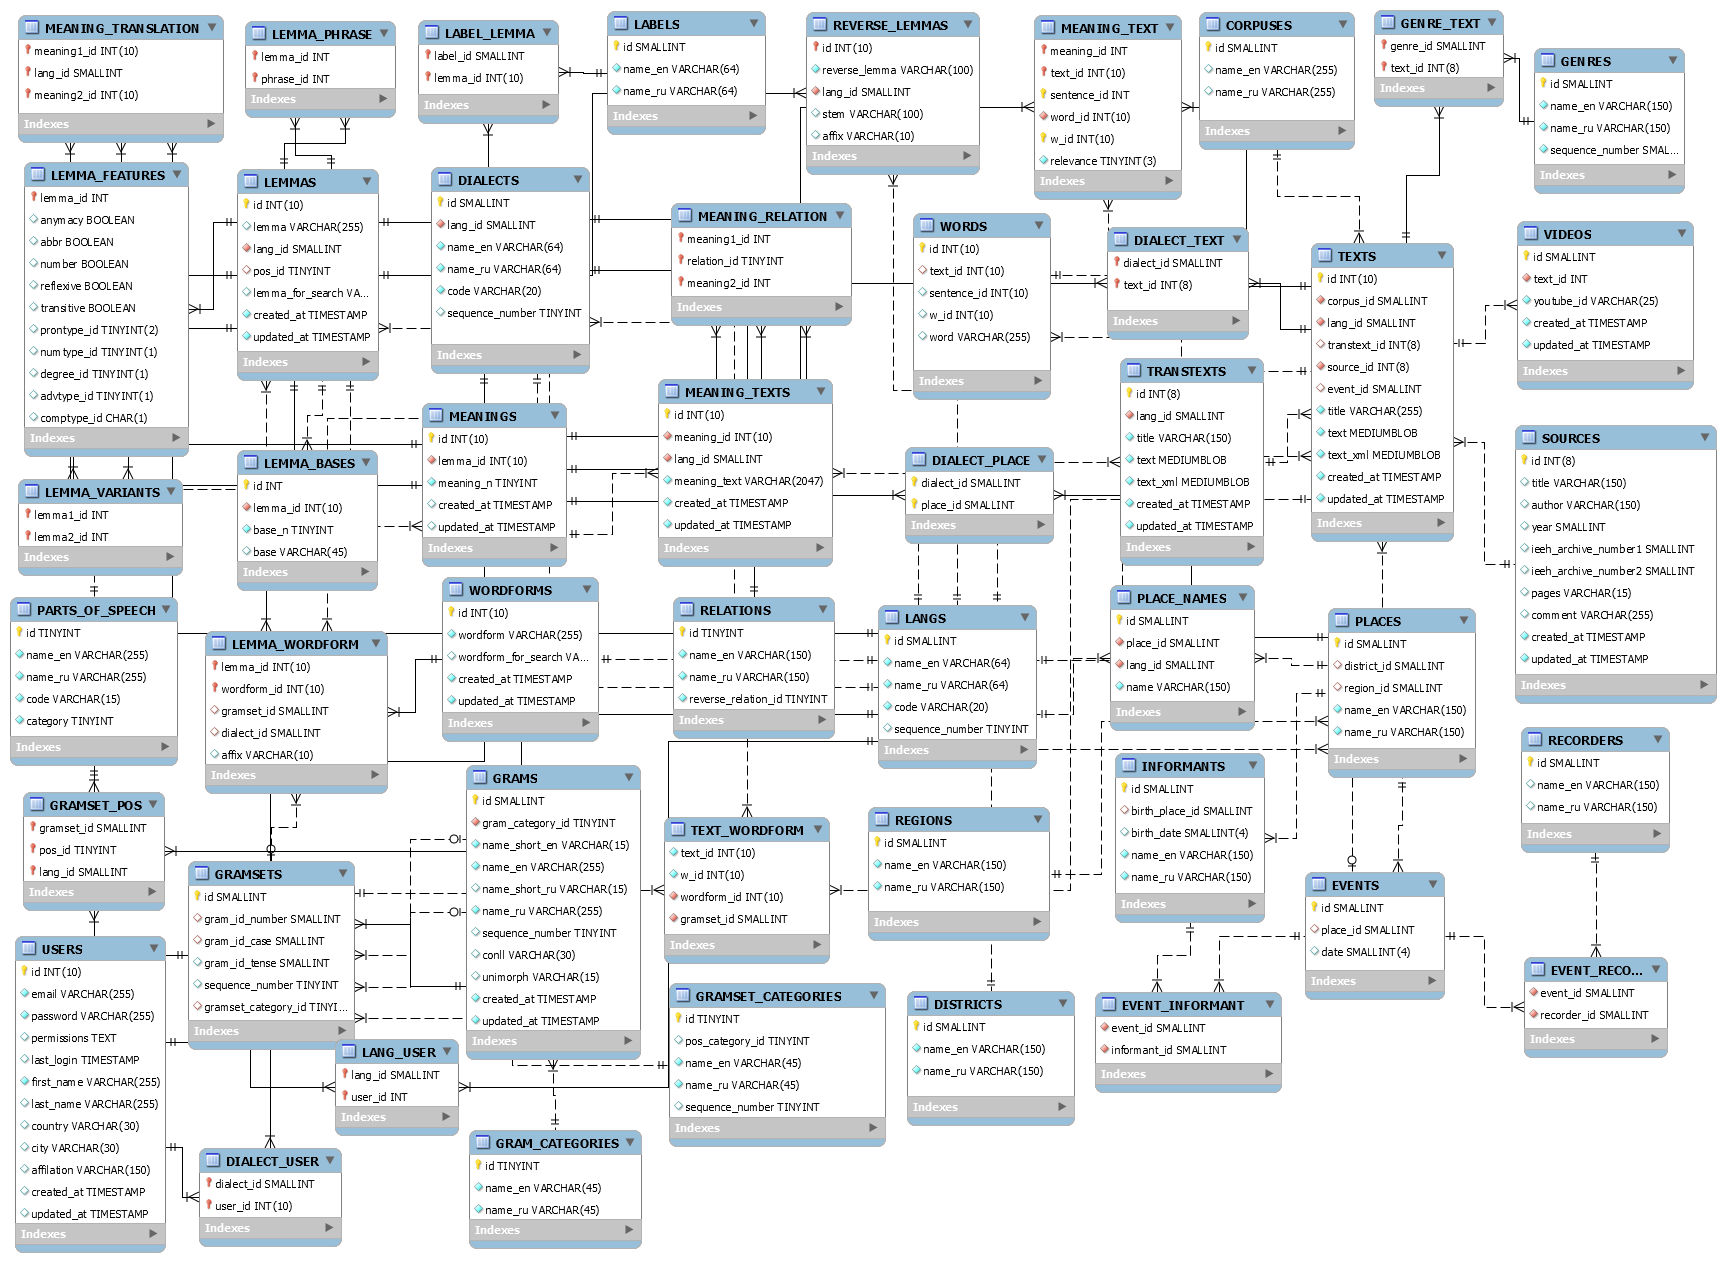 MEANING_TRANSLATION
meaning1_id INT(10)
lang_id SMALLINT
meaning2_id INT(10)
Indexes
LEMMA_PHRASE
lemma_id INT(10)
phrase_id INT
Indexes
LABEL_LEMMA
label_id SMALLINT
lemma_id INT(10)
Indexes
LABELS
id SMALLINT
name_en VARCHAR(64)
name_ru VARCHAR(64)
Indexes
REVERSE_LEMMAS
id INT(10)
reverse_lemma VARCHAR(100)
lang_id SMALLINT
stem VARCHAR(100)
affix VARCHAR(10)
Indexes
MEANING_TEXT
meaning_id INT
text_id INT(10)
sentence_id INT
word_id INT(10)
w_id INT(10)
relevance TINYINT(3)
Indexes
CORPUSES
id SMALLINT
name_en VARCHAR(255)
name_ru VARCHAR(255)
Indexes
GENRE_TEXT
genre_id SMALLINT
text_id INT(8)
Indexes
GENRES
id SMALLINT
name_en VARCHAR(150)
name_ru VARCHAR(150)
sequence_number SMAL...
Indexes
LEMMA_FEATURES
lemma_id INT
anymacy BOOLEAN
abbr BOOLEAN
number BOOLEAN
reflexive BOOLEAN
transitive BOOLEAN
prontype_id TINYINT(2)
numtype_id TINYINT(1)
degree_id TINYINT(1)
advtype_id TINYINT(1)
comptype_id CHAR(1)
Indexes
LEMMAS
id INT(10)
lemma VARCHAR(255)
lang_id SMALLINT
pos_id TINYINT
lemma_for_search VA...
created_at TIMESTAMP
updated_at TIMESTAMP
Indexes
DIALECTS
id SMALLINT
lang_id SMALLINT
name_en VARCHAR(64)
name_ru VARCHAR(64)
code VARCHAR(20)
sequence_number TINYINT
Indexes
MEANING_RELATION
meaning1_id INT
relation_id TINYINT
meaning2_id INT
Indexes
WORDS
id INT(10)
text_id INT(10)
sentence_id INT(10)
w_id INT(10)
word VARCHAR(255)
Indexes
DIALECT_TEXT
dialect_id SMALLINT
text_id INT(8)
Indexes
TEXTS
id INT(10)
corpus_id SMALLINT
lang_id SMALLINT
transtext_id INT(8)
source_id INT(8)
event_id SMALLINT
title VARCHAR(255)
text MEDIUMBLOB
text_xml MEDIUMBLOB
created_at TIMESTAMP
updated_at TIMESTAMP
Indexes
VIDEOS
id SMALLINT
text_id INT
youtube_id VARCHAR(25)
created_at TIMESTAMP
updated_at TIMESTAMP
Indexes
MEANINGS
id INT(10)
lemma_id INT(10)
meaning_n TINYINT
created_at TIMESTAMP
updated_at TIMESTAMP
Indexes
MEANING_TEXTS
id INT(10)
meaning_id INT(10)
lang_id SMALLINT
meaning_text VARCHAR(2047)
created_at TIMESTAMP
updated_at TIMESTAMP
Indexes
TRANSTEXTS
id INT(8)
lang_id SMALLINT
title VARCHAR(150)
text MEDIUMBLOB
text_xml MEDIUMBLOB
created_at TIMESTAMP
updated_at TIMESTAMP
Indexes
DIALECT_PLACE
dialect_id SMALLINT
place_id SMALLINT
Indexes
SOURCES
id INT(8)
title VARCHAR(150)
author VARCHAR(150)
year SMALLINT
ieeh_archive_number1 SMALLINT
ieeh_archive_number2 SMALLINT
pages VARCHAR(15)
comment VARCHAR(255)
created_at TIMESTAMP
updated_at TIMESTAMP
Indexes
LEMMA_VARIANTS
lemma1_id INT
lemma2_id INT
Indexes
LEMMA_BASES
id INT
lemma_id INT(10)
base_n TINYINT
base VARCHAR(45)
Indexes
PARTS_OF_SPEECH
id TINYINT
name_en VARCHAR(255)
name_ru VARCHAR(255)
code VARCHAR(15)
category TINYINT
Indexes
LEMMA_WORDFORM
lemma_id INT(10)
wordform_id INT(10)
gramset_id SMALLINT
dialect_id SMALLINT
affix VARCHAR(10)
Indexes
WORDFORMS
id INT(10)
wordform VARCHAR(255)
wordform_for_search VA...
created_at TIMESTAMP
updated_at TIMESTAMP
Indexes
RELATIONS
id TINYINT
name_en VARCHAR(150)
name_ru VARCHAR(150)
reverse_relation_id TINYINT
Indexes
LANGS
id SMALLINT
name_en VARCHAR(64)
name_ru VARCHAR(64)
code VARCHAR(20)
sequence_number TINYINT
Indexes
PLACE_NAMES
id SMALLINT
place_id SMALLINT
lang_id SMALLINT
name VARCHAR(150)
Indexes
PLACES
id SMALLINT
district_id SMALLINT
region_id SMALLINT
name_en VARCHAR(150)
name_ru VARCHAR(150)
Indexes
RECORDERS
id SMALLINT
name_en VARCHAR(150)
name_ru VARCHAR(150)
Indexes
GRAMSET_POS
gramset_id SMALLINT
pos_id TINYINT
lang_id SMALLINT
Indexes
GRAMSETS
id SMALLINT
gram_id_number SMALLINT
gram_id_case SMALLINT
gram_id_tense SMALLINT
sequence_number TINYINT
gramset_category_id TINYI...
Indexes
GRAMS
id SMALLINT
gram_category_id TINYINT
name_short_en VARCHAR(15)
name_en VARCHAR(255)
name_short_ru VARCHAR(15)
name_ru VARCHAR(255)
sequence_number TINYINT
conll VARCHAR(30)
unimorph VARCHAR(15)
created_at TIMESTAMP
updated_at TIMESTAMP
Indexes
TEXT_WORDFORM
text_id INT(10)
w_id INT(10)
wordform_id INT(10)
gramset_id SMALLINT
Indexes
REGIONS
id SMALLINT
name_en VARCHAR(150)
name_ru VARCHAR(150)
Indexes
INFORMANTS
id SMALLINT
birth_place_id SMALLINT
birth_date SMALLINT(4)
name_en VARCHAR(150)
name_ru VARCHAR(150)
Indexes
EVENTS
id SMALLINT
place_id SMALLINT
date SMALLINT(4)
Indexes
EVENT_RECO...
event_id SMALLINT
recorder_id SMALLINT
Indexes
USERS
id INT(10)
email VARCHAR(255)
password VARCHAR(255)
permissions TEXT
last_login TIMESTAMP
first_name VARCHAR(255)
last_name VARCHAR(255)
country VARCHAR(30)
city VARCHAR(30)
affilation VARCHAR(150)
created_at TIMESTAMP
updated_at TIMESTAMP
Indexes
LANG_USER
lang_id SMALLINT
user_id INT
Indexes
DIALECT_USER
dialect_id SMALLINT
user_id INT(10)
Indexes
GRAM_CATEGORIES
id TINYINT
name_en VARCHAR(45)
name_ru VARCHAR(45)
Indexes
GRAMSET_CATEGORIES
id TINYINT
pos_category_id TINYINT
name_en VARCHAR(45)
name_ru VARCHAR(45)
sequence_number TINYINT
Indexes
DISTRICTS
id SMALLINT
name_en VARCHAR(150)
name_ru VARCHAR(150)
Indexes
EVENT_INFORMANT
event_id SMALLINT
informant_id SMALLINT
Indexes